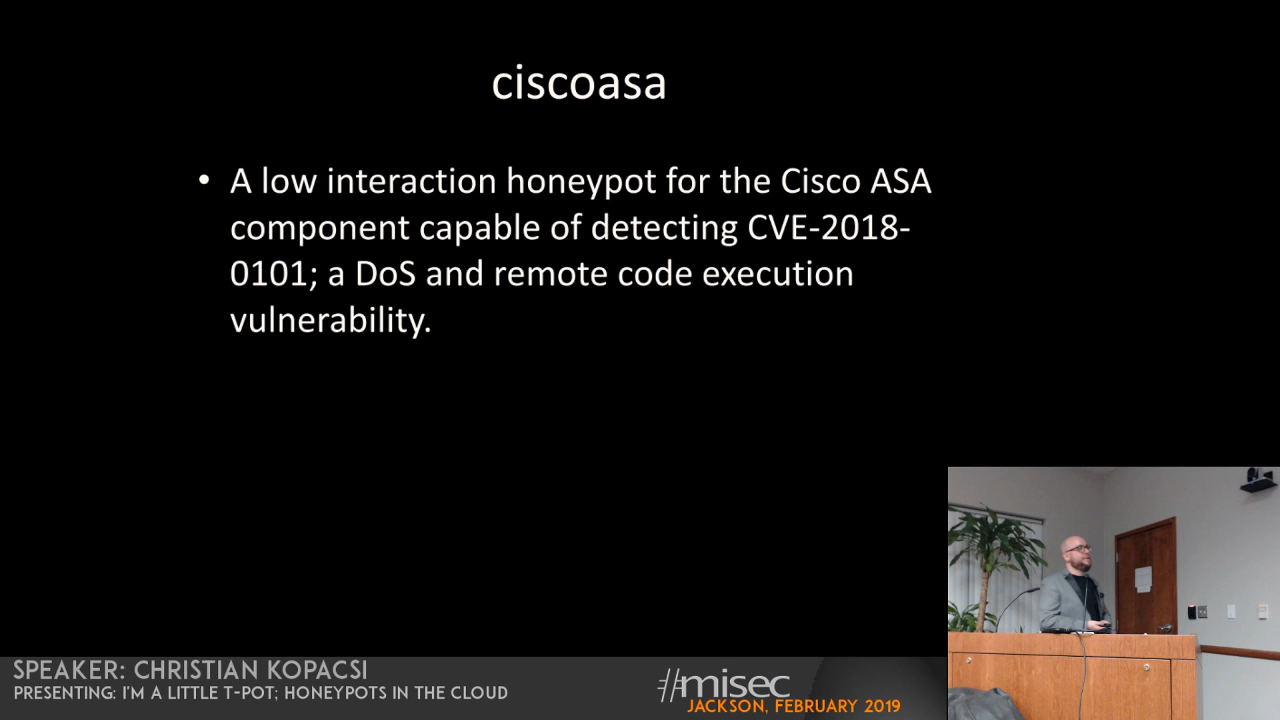 ciscoasa
• A low interaction honeypot for the Cisco ASA
component capable of detecting CVE-2018-
0101; a DoS and remote code execution
vulnerability.
SPEAKER: CHRISTIAN KOPACSI
PRESENTING: I'M A LITTLE T-POT; HONEYPOTS IN THE CLOUD
#misec
JACKSON, FEBRUARY 2019